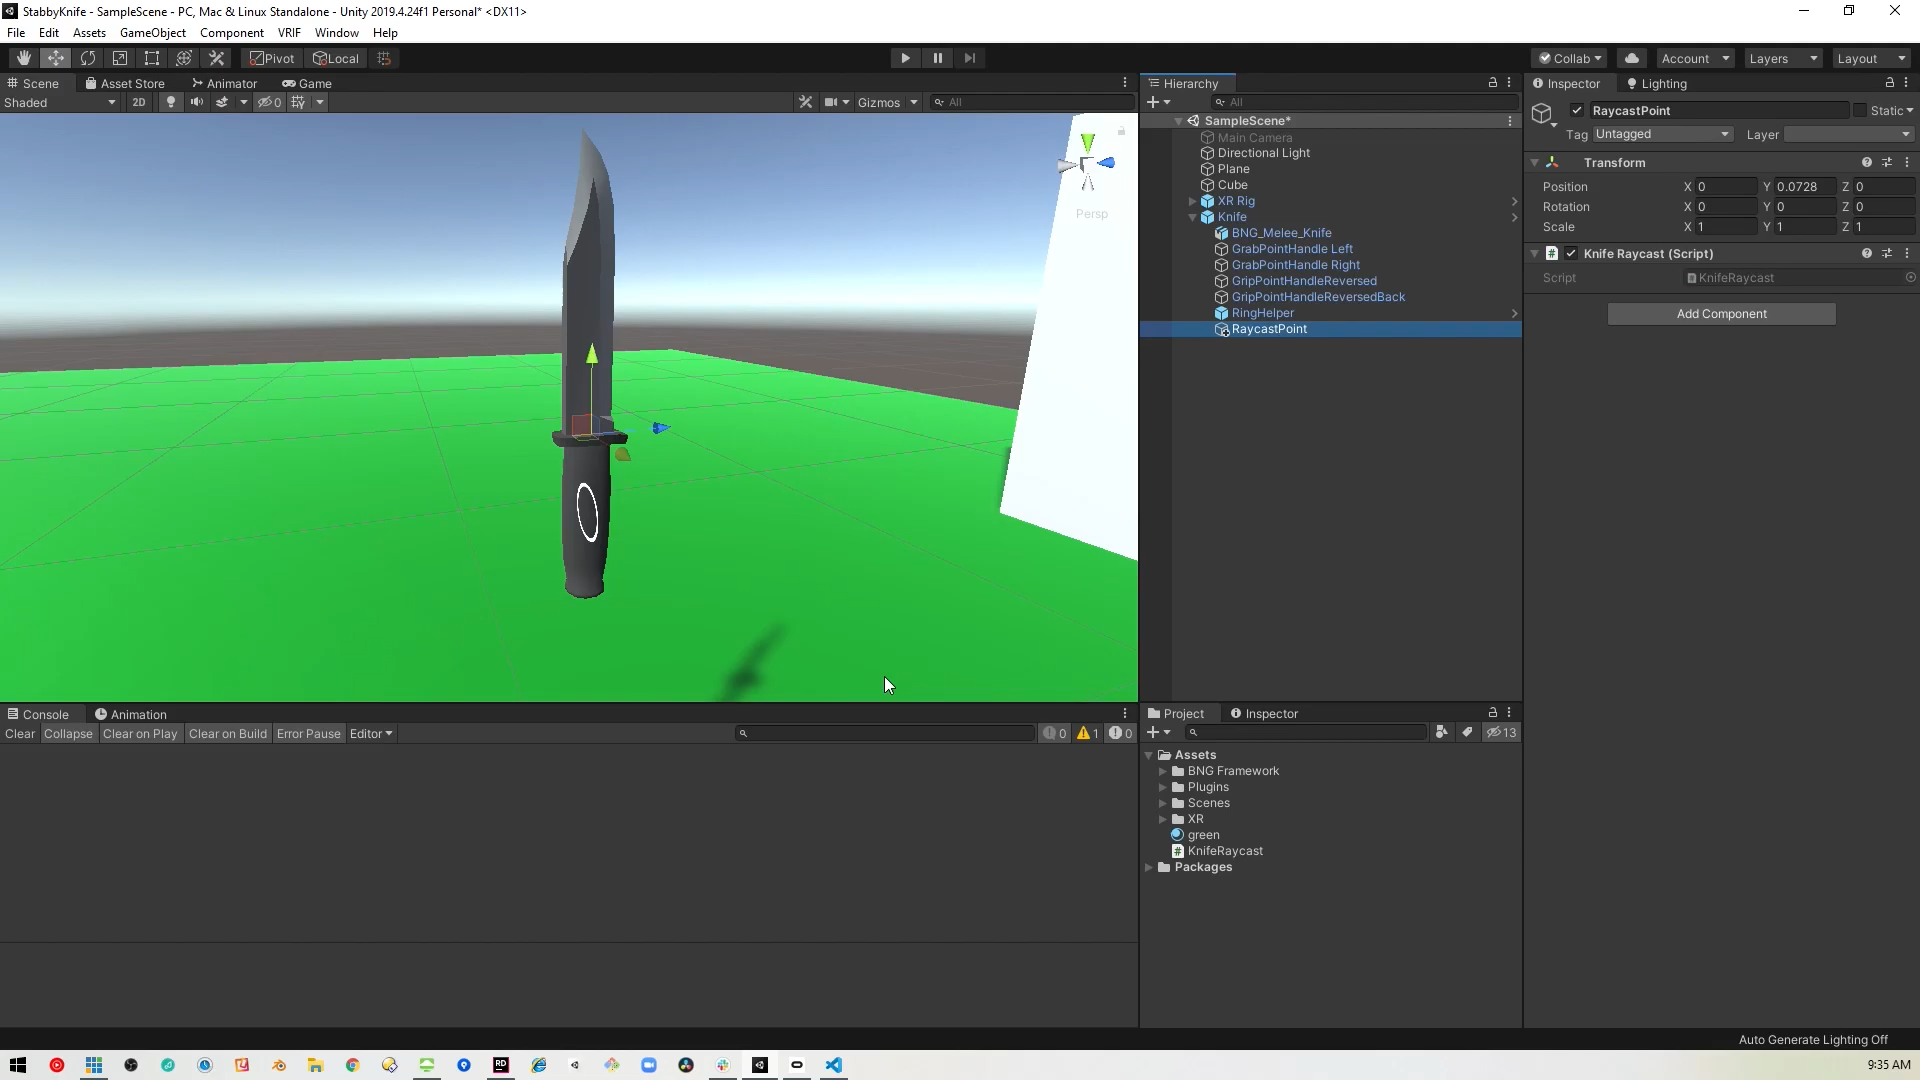 StabbyKnife - SampleScene - PC, Mac & Linux Standalone - Unity 2019.4.24f1 Personal* <DX11>
File Edit Assets GameObject Component VRIF Window Help
Pivot Local Collab Account Layers Layout
Scene Asset Store Animator Game
Shaded 2D 0 Gizmos All
Persp
Hierarchy
All
SampleScene*
Main Camera
Directional Light
Plane
Cube
XR Rig
Knife
BNG_Melee_Knife
GrabPointHandle Left
GrabPointHandle Right
GripPointHandleReversed
GripPointHandleReversedBack
RingHelper
RaycastPoint
Inspector Lighting
RaycastPoint Static
Tag Untagged Layer
Transform
Position X 0 Y 0.0728 Z 0
Rotation X 0 Y 0 Z 0
Scale X 1 Y 1 Z 1
# Knife Raycast (Script)
Script KnifeRaycast
Add Component
Console Animation
Clear Collapse Clear on Play Clear on Build Error Pause Editor 0 1 0
Project Inspector
13
Assets
BNG Framework
Plugins
Scenes
XR
green
# KnifeRaycast
Packages
Auto Generate Lighting Off
RD
9:35 AM